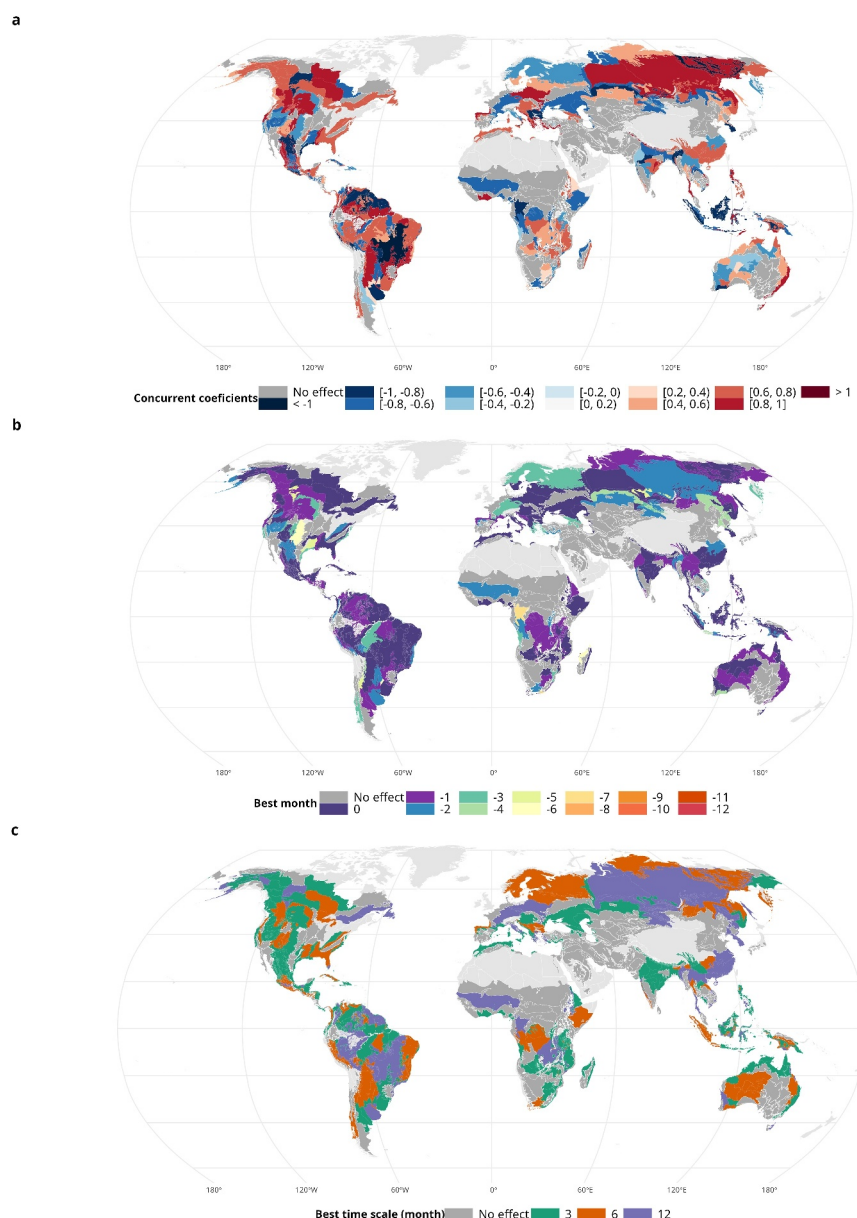 a
180° 120°W 60°W 0° 60°E 120°E 180°
Concurrent coeficients No effect [-1, -0.8) [-0.6, -0.4) [-0.2, 0) [0.2, 0.4) [0.6, 0.8) > 1
< -1 [-0.8, -0.6) [-0.4, -0.2) [0, 0.2) [0.4, 0.6) [0.8, 1]
b
180° 120°W 60°W 0° 60°E 120°E 180°
Best month No effect -1 -3 -5 -7 -9 -11
0 -2 -4 -6 -8 -10 -12
c
180° 120°W 60°W 0° 60°E 120°E 180°
Best time scale (month) No effect 3 6 12